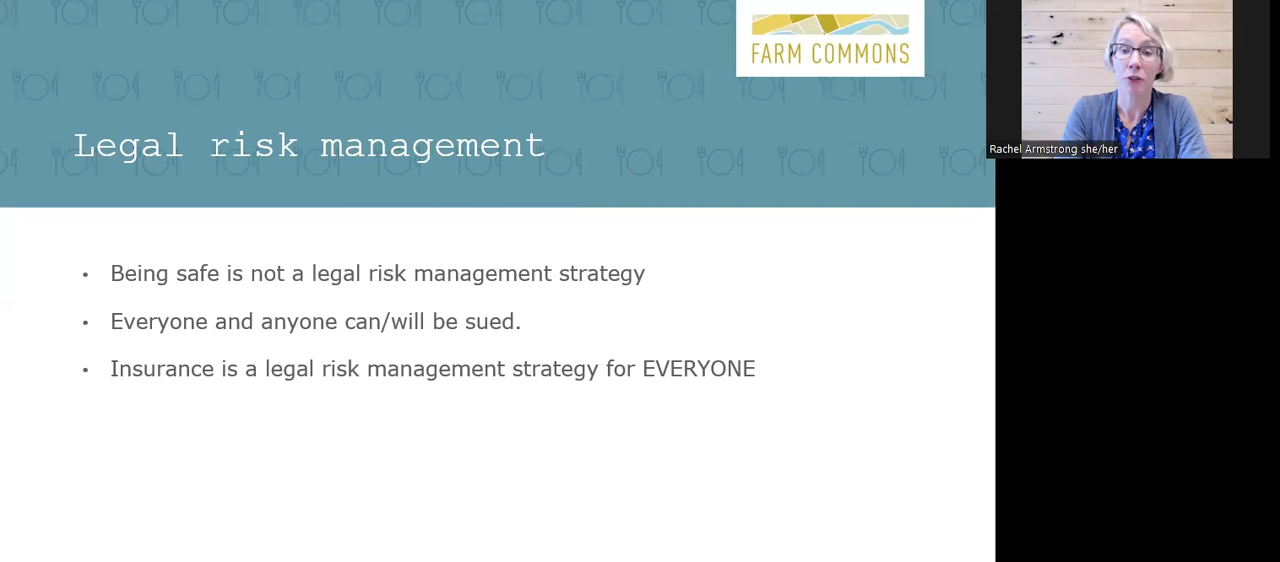 FARM COMMONS
Legal risk management
• Being safe is not a legal risk management strategy
• Everyone and anyone can/will be sued.
• Insurance is a legal risk management strategy for EVERYONE
Rachel Armstrong she/her